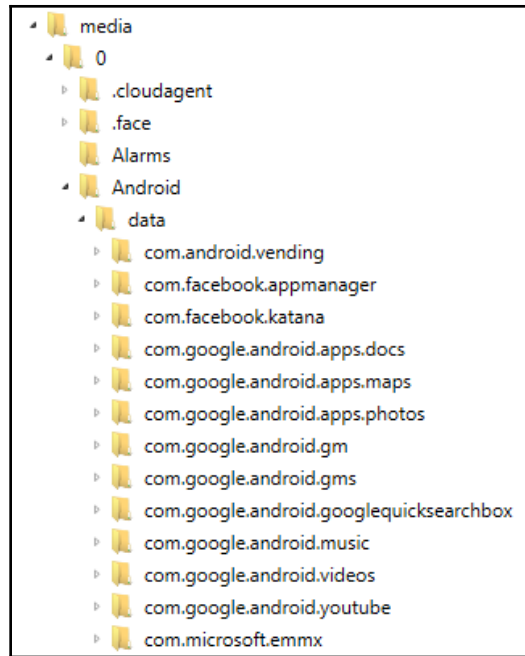 media
0
.cloudagent
.face
Alarms
Android
data
com.android.vending
com.facebook.appmanager
com.facebook.katana
com.google.android.apps.docs
com.google.android.apps.maps
com.google.android.apps.photos
com.google.android.gm
com.google.android.gms
com.google.android.googlequicksearchbox
com.google.android.music
com.google.android.videos
com.google.android.youtube
com.microsoft.emmx